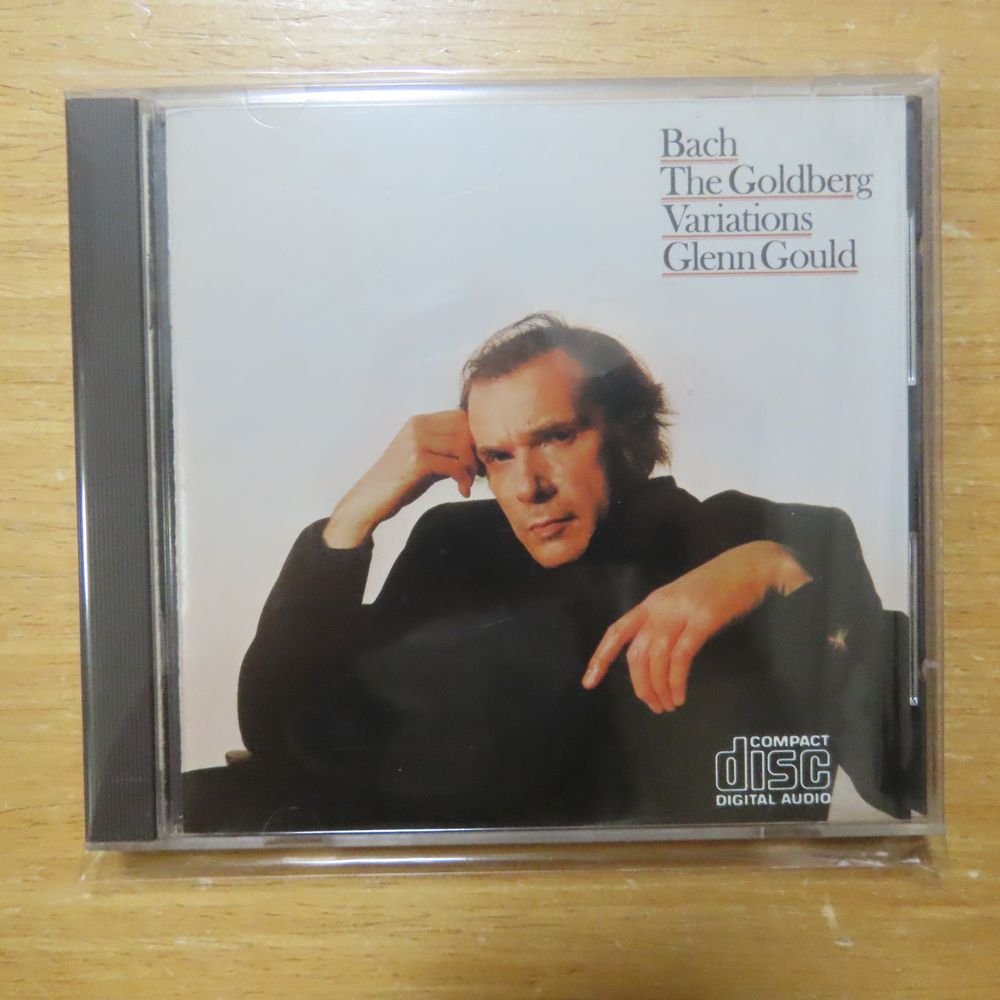 Bach
The Goldberg
Variations
Glenn Gould
COMPACT
disc
DIGITAL AUDIO